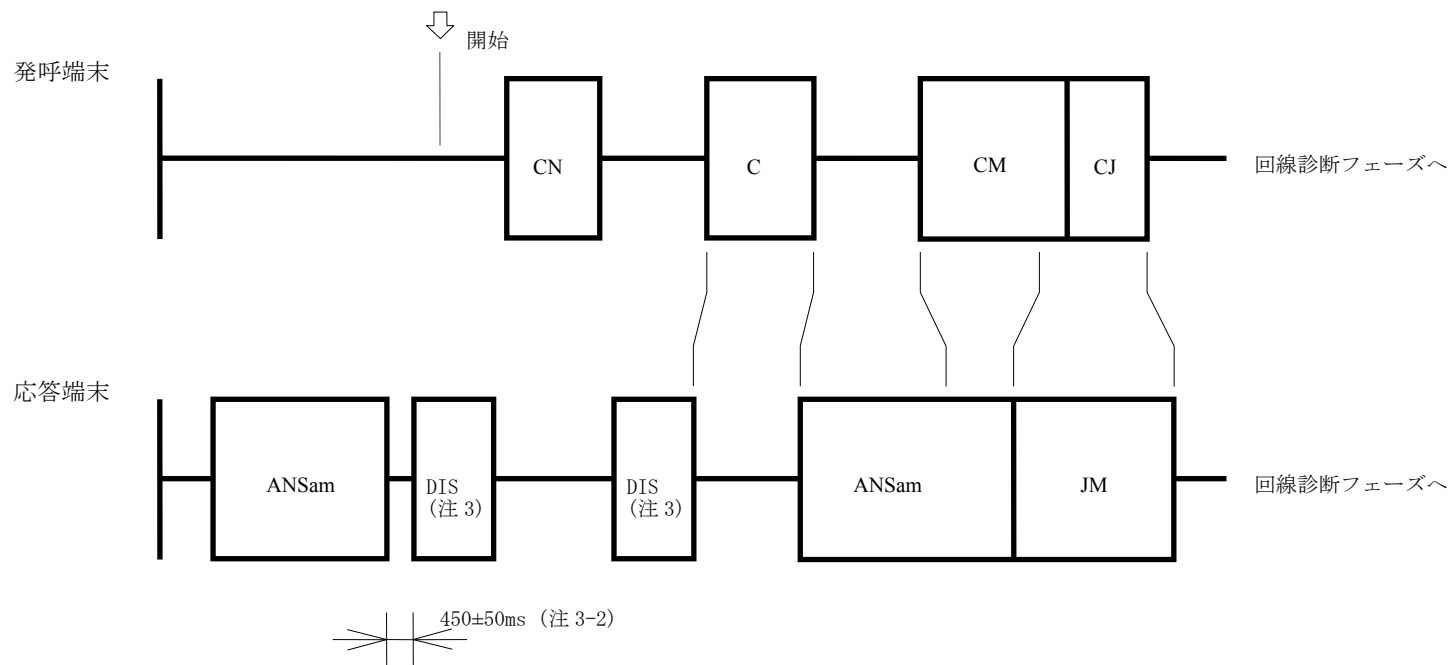 開始
発呼端末
CN
C
CM
CJ
回線診断フェーズへ
応答端末
ANSam
DIS
(注 3)
DIS
(注 3)
ANSam
JM
回線診断フェーズへ
450±50ms (注 3-2)